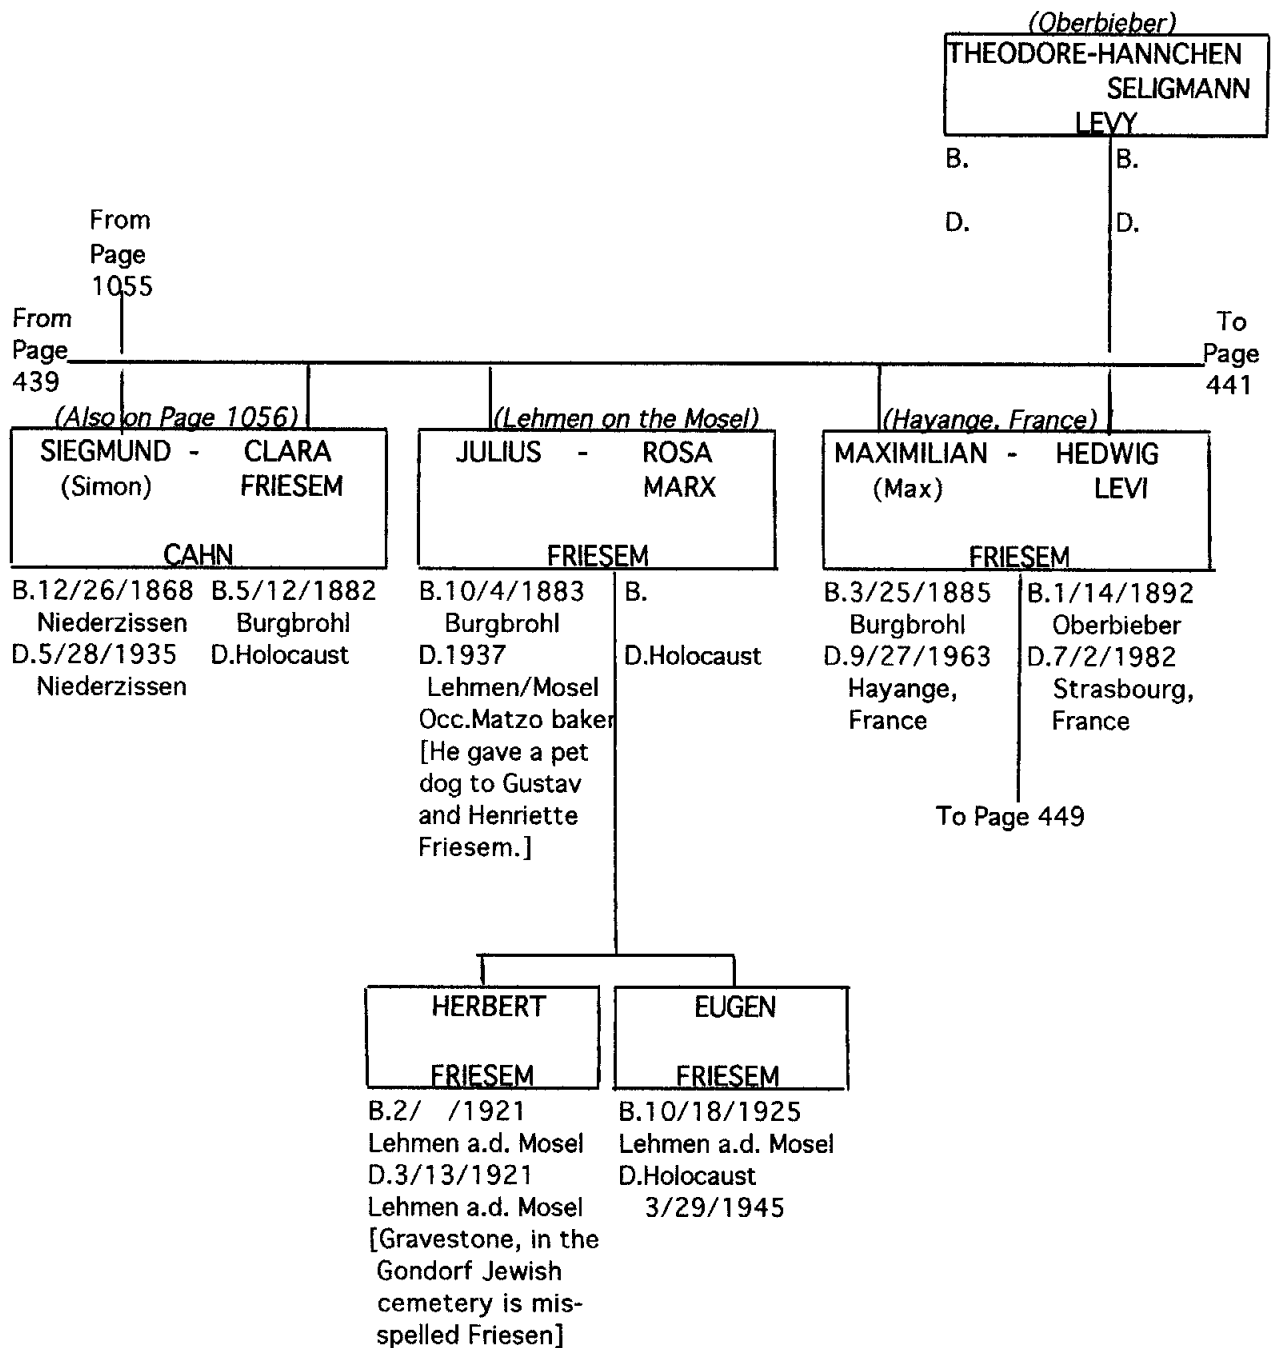 (Oberbieber)
THEODORE-HANNCHEN
SELIGMANN
LEVY
B. B.
D. D.
From
Page
1055
From
Page
439
To
Page
441
(Also on Page 1056)
SIEGMUND - CLARA
(Simon) FRIESEM
CAHN
B.12/26/1868 B.5/12/1882
Niederzissen Burgbrohl
D.5/28/1935 D.Holocaust
Niederzissen
(Lehmen on the Mosel)
JULIUS - ROSA
MARX
FRIESEM
B.10/4/1883 B.
Burgbrohl
D.1937 D.Holocaust
Lehmen/Mosel
Occ.Matzo baker
[He gave a pet
dog to Gustav
and Henriette
Friesem.]
(Hayange, France)
MAXIMILIAN - HEDWIG
(Max) LEVI
FRIESEM
B.3/25/1885 B.1/14/1892
Burgbrohl Oberbieber
D.9/27/1963 D.7/2/1982
Hayange, Strasbourg,
France France
To Page 449
HERBERT
FRIESEM
B.2/ /1921
Lehmen a.d. Mosel
D.3/13/1921
Lehmen a.d. Mosel
[Gravestone, in the
Gondorf Jewish
cemetery is mis-
spelled Friesen]
EUGEN
FRIESEM
B.10/18/1925
Lehmen a.d. Mosel
D.Holocaust
3/29/1945